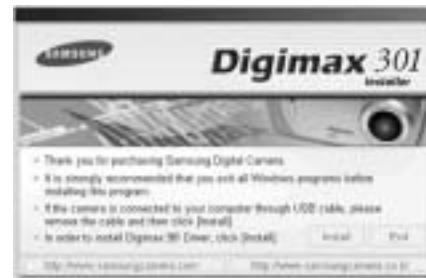 SAMSUNG
Digimax 301
Installer
- Thank you for purchasing Samsung Digital Camera.
- It is strongly recommended that you exit all Windows programs before
installing this program.
- If the camera is connected to your computer through USB cable, please
remove the cable and then click [Install]
- In order to install Digimax 301 Driver, click [Install]
Install
Exit
http://www.samsungcamera.com
http://www.samsungcamera.co.kr